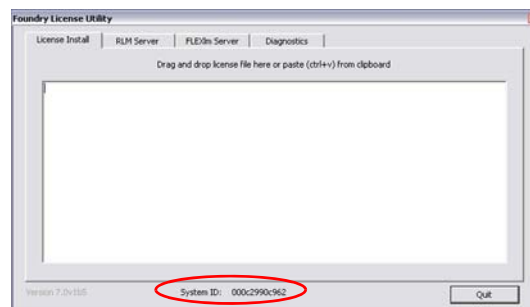 Foundry License Utility
License Install RLM Server FLEXlm Server Diagnostics
Drag and drop license file here or paste (ctrl+v) from clipboard
Version 7.0v1b5 System ID: 000c2990c962 Quit